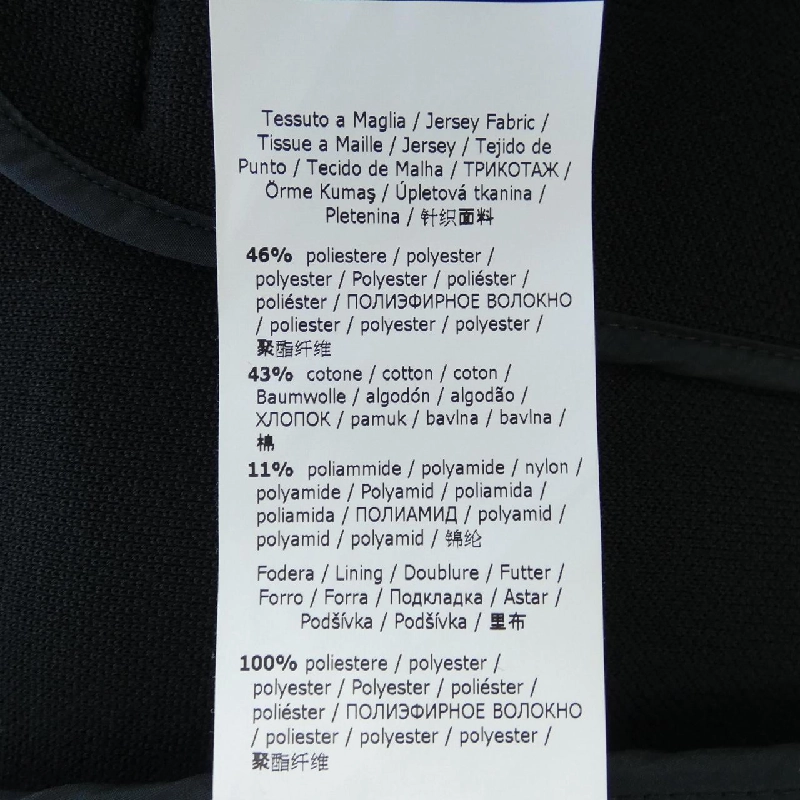 Tessuto a Maglia / Jersey Fabric /
Tissue a Maille / Jersey / Tejido de
Punto / Tecido de Malha / ТРИКОТАЖ /
Örme Kumaş / Úpletová tkanina /
Pletenina / 针织面料
46% poliestere / polyester /
polyester / Polyester / poliéster /
poliéster / ПОЛИЭФИРНОЕ ВОЛОКНО
/ poliester / polyester / polyester /
聚酯纤维
43% cotone / cotton / coton /
Baumwolle / algodón / algodão /
ХЛОПОК / pamuk / bavlna / bavlna /
棉
11% poliammide / polyamide / nylon /
polyamide / Polyamid / poliamida /
poliamida / ПОЛИАМИД / polyamid /
polyamid / polyamid / 锦纶
Fodera / Lining / Doublure / Futter /
Forro / Forra / Подкладка / Astar /
Podšívka / Podšívka / 里布
100% poliestere / polyester /
polyester / Polyester / poliéster /
poliéster / ПОЛИЭФИРНОЕ ВОЛОКНО
/ poliester / polyester / polyester /
聚酯纤维